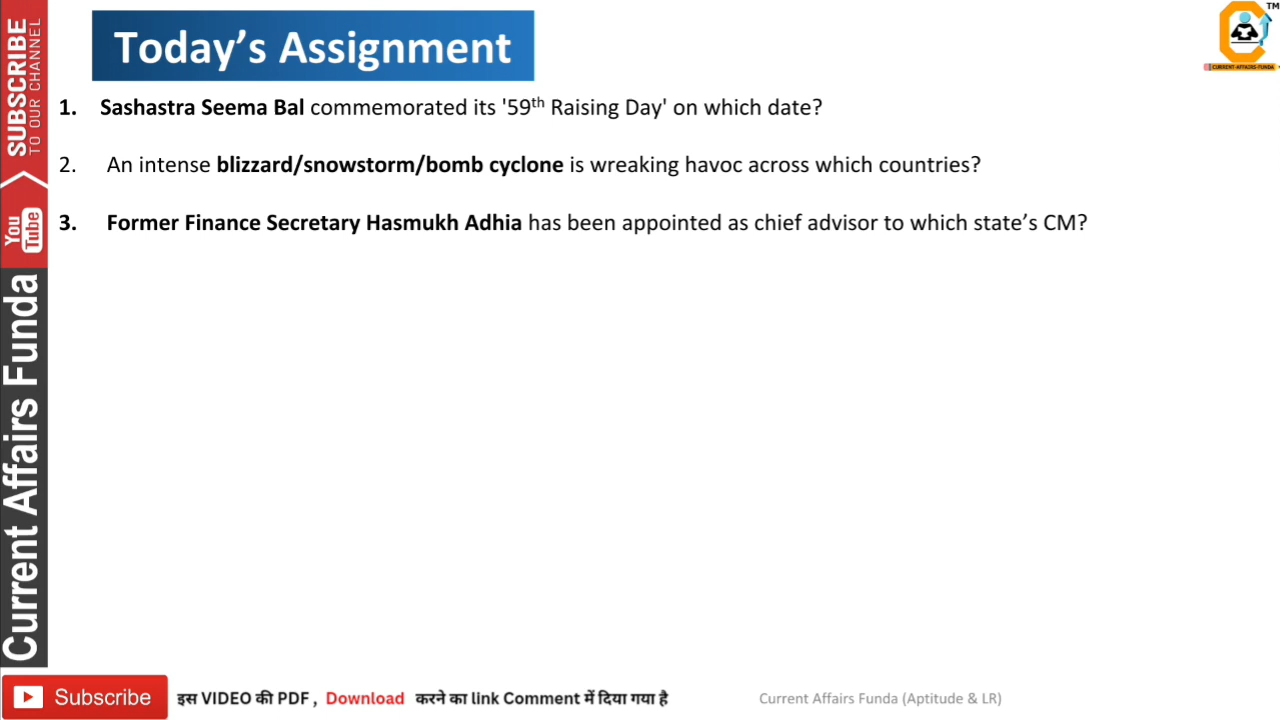 Today's Assignment
TM
CURRENT-AFFAIRS-FUNDA
1. Sashastra Seema Bal commemorated its '59th Raising Day' on which date?
2. An intense blizzard/snowstorm/bomb cyclone is wreaking havoc across which countries?
3. Former Finance Secretary Hasmukh Adhia has been appointed as chief advisor to which state’s CM?
SUBSCRIBE
TO OUR CHANNEL
You
Tube
Current Affairs Funda
Subscribe
इस VIDEO की PDF , Download करने का link Comment में दिया गया है
Current Affairs Funda (Aptitude & LR)